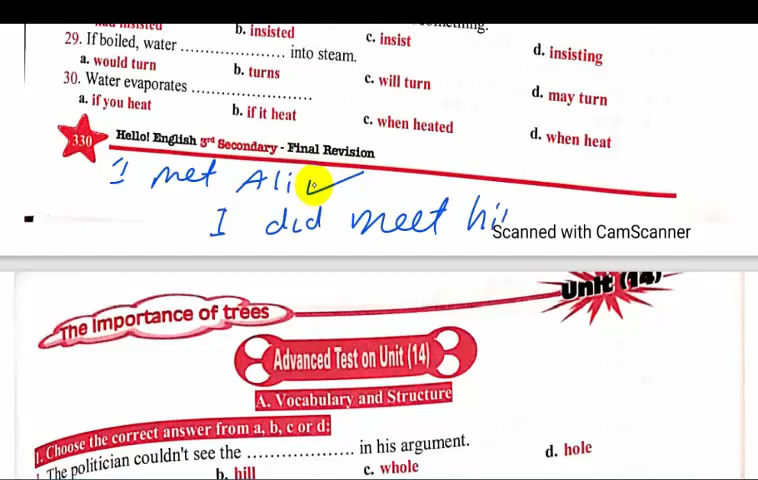 had insisted b. insisted c. insist d. insisting
29. If boiled, water .................... into steam.
a. would turn b. turns c. will turn d. may turn
30. Water evaporates ........................
a. if you heat b. if it heat c. when heated d. when heat
330 Hello! English 3rd Secondary - Final Revision
I met Ali
I did meet hi
Scanned with CamScanner
The importance of trees Unit (14)
Advanced Test on Unit (14)
A. Vocabulary and Structure
1. Choose the correct answer from a, b, c or d:
The politician couldn't see the .................... in his argument.
b. hill c. whole d. hole